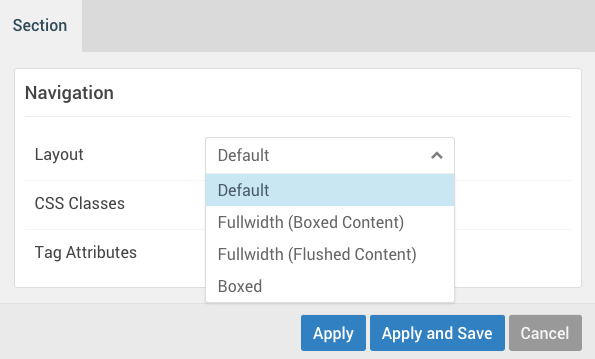 Section
Navigation
Layout
Default
Default
CSS Classes
Fullwidth (Boxed Content)
Tag Attributes
Fullwidth (Flushed Content)
Boxed
Apply
Apply and Save
Cancel